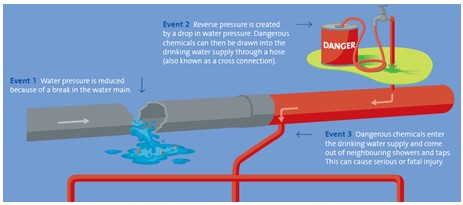 Event 2 Reverse pressure is created
by a drop in water pressure. Dangerous
chemicals can then be drawn into the
drinking water supply through a hose
(also known as a cross connection).
DANGER
Event 1 Water pressure is reduced
because of a break in the water main.
Event 3 Dangerous chemicals enter
the drinking water supply and come
out of neighbouring showers and taps.
This can cause serious or fatal injury.